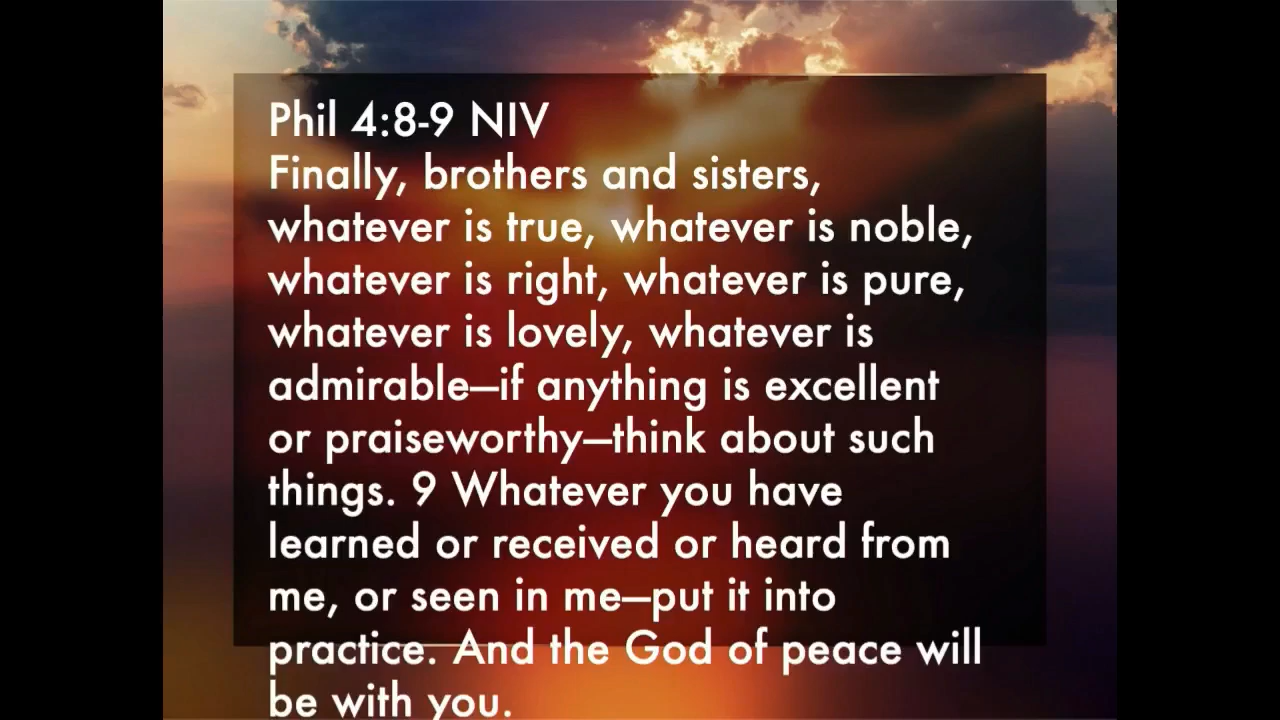 Phil 4:8-9 NIV
Finally, brothers and sisters,
whatever is true, whatever is noble,
whatever is right, whatever is pure,
whatever is lovely, whatever is
admirable—if anything is excellent
or praiseworthy—think about such
things. 9 Whatever you have
learned or received or heard from
me, or seen in me—put it into
practice. And the God of peace will
be with you.